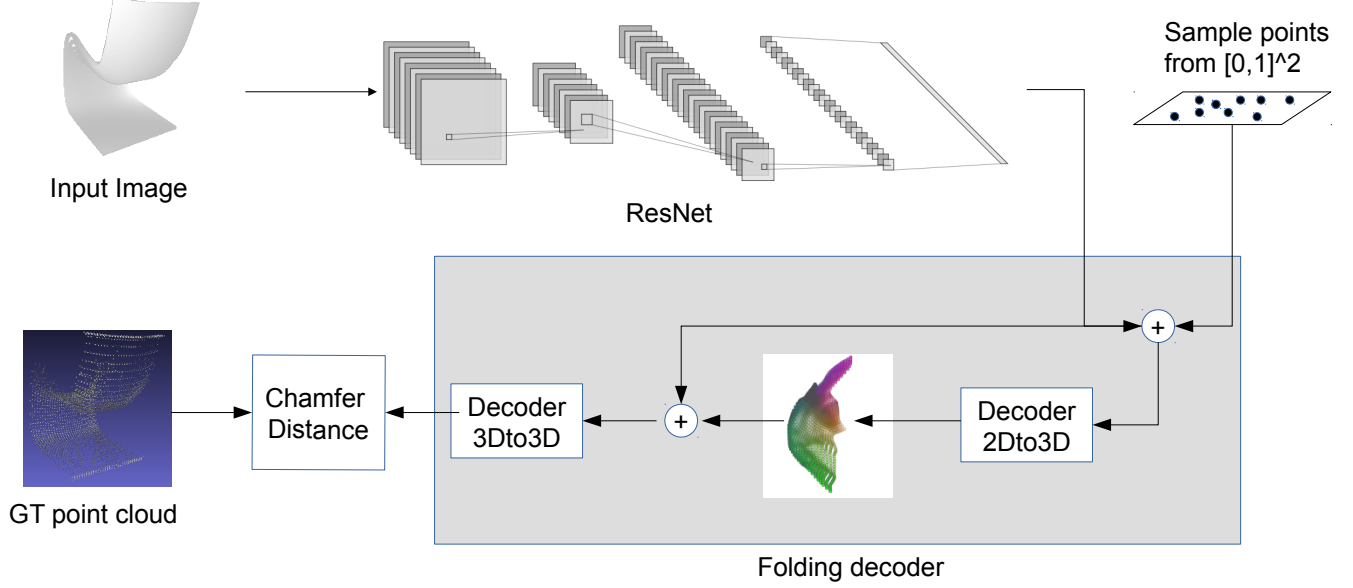 Sample points
from [0,1]^2
Input Image
ResNet
+
Chamfer
Distance
Decoder
3Dto3D
+
Decoder
2Dto3D
GT point cloud
Folding decoder